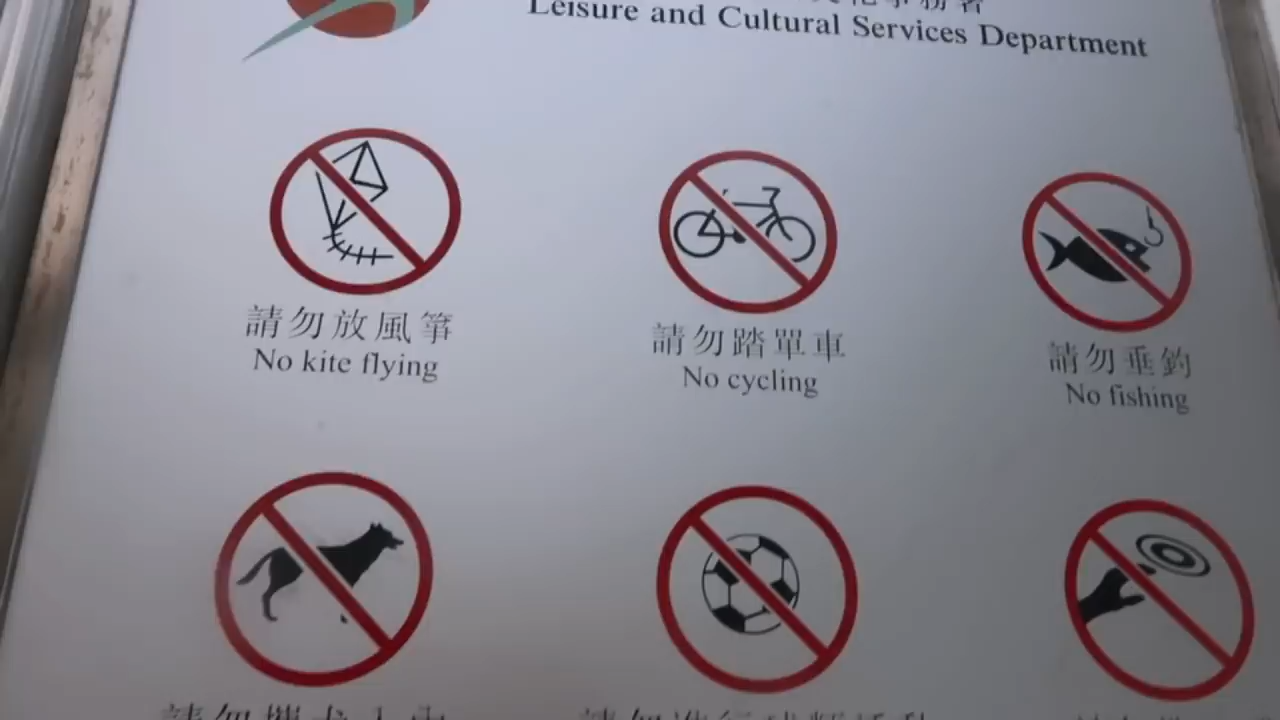 Leisure and Cultural Services Department
請勿放風箏
No kite flying
請勿踏單車
No cycling
請勿垂釣
No fishing